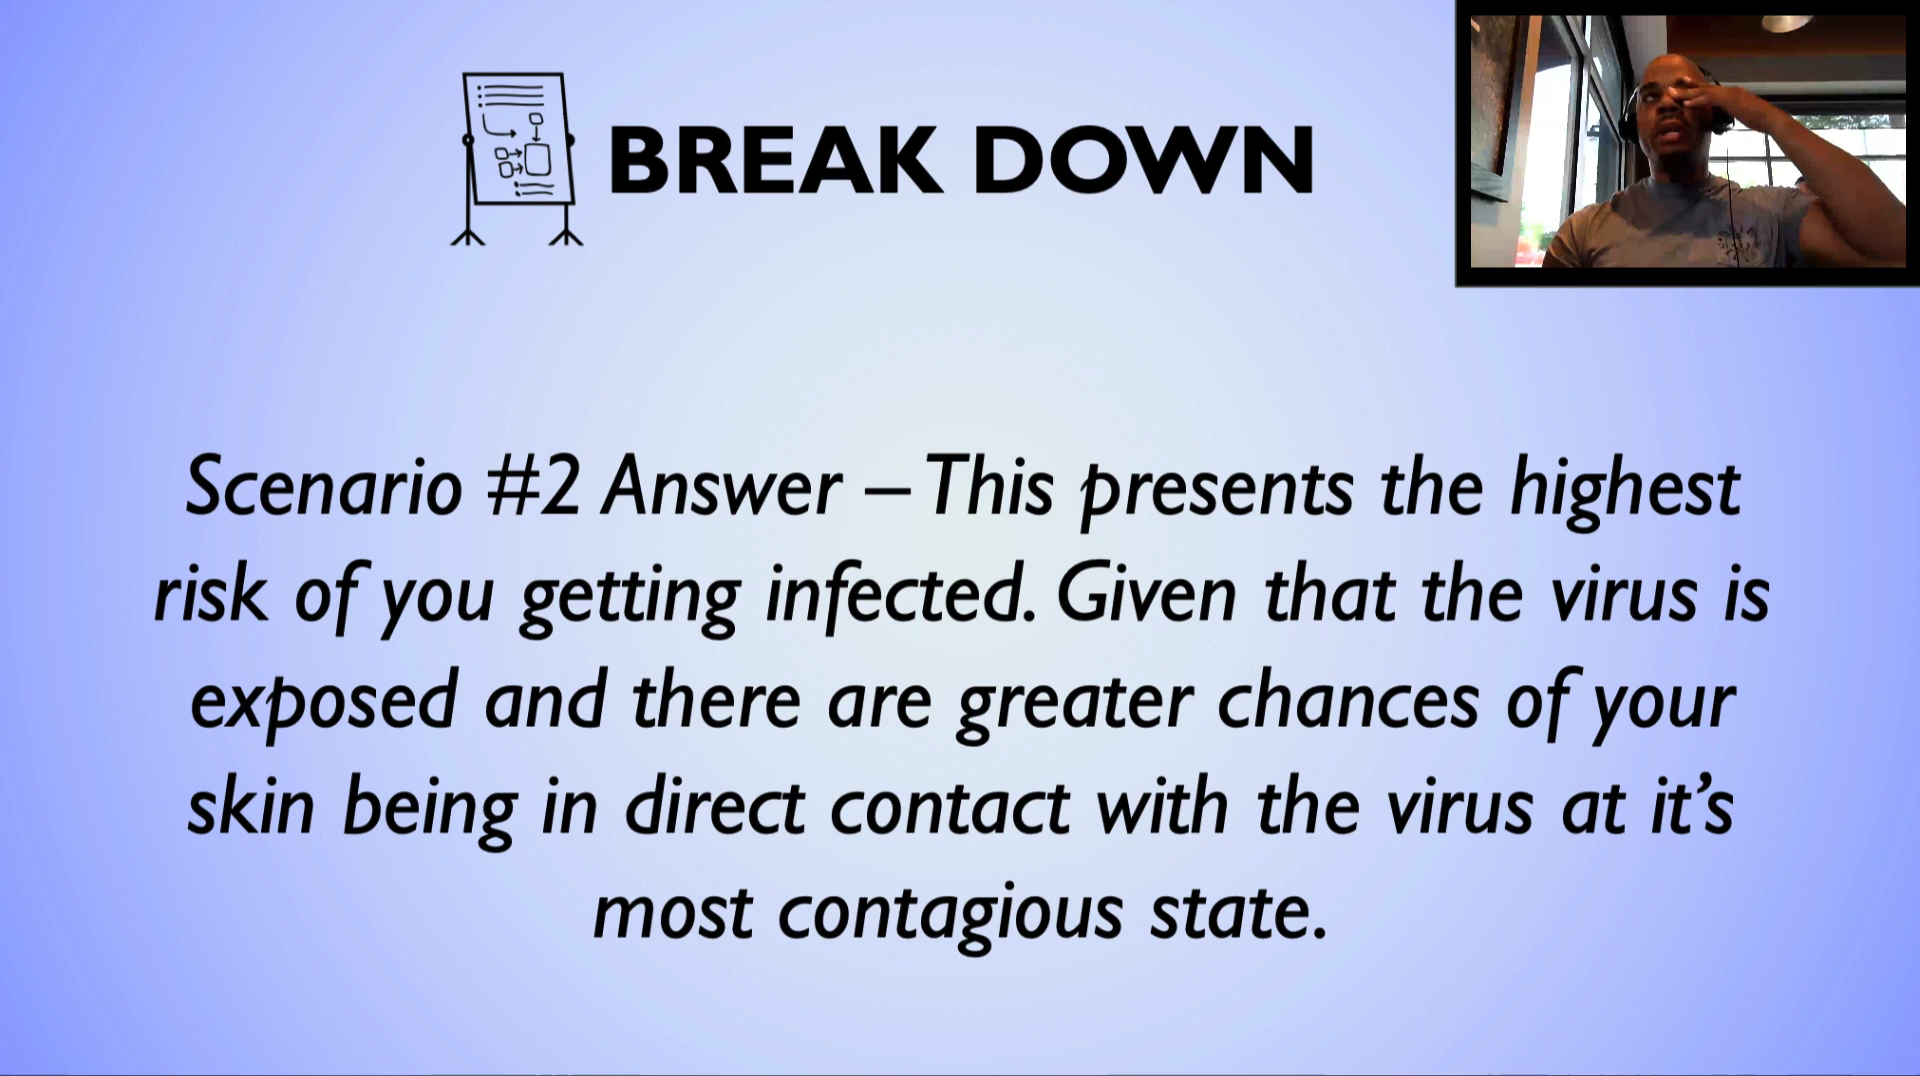 BREAK DOWN
Scenario #2 Answer – This presents the highest
risk of you getting infected. Given that the virus is
exposed and there are greater chances of your
skin being in direct contact with the virus at it’s
most contagious state.